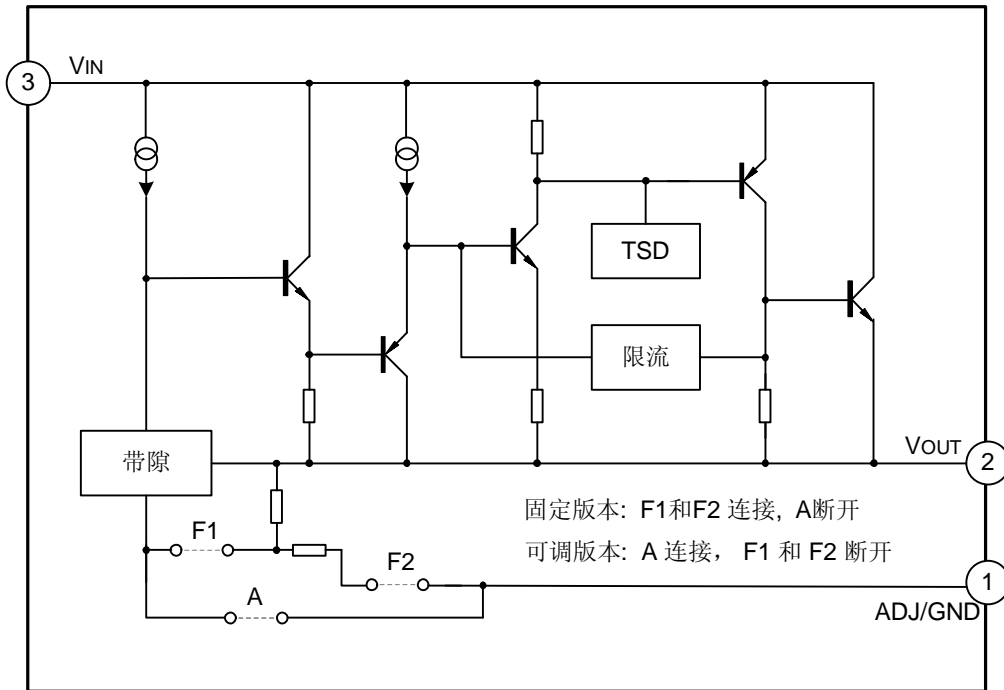 3
VIN
TSD
限流
带隙
VOUT
2
固定版本: F1和F2 连接, A断开
可调版本: A 连接， F1 和 F2 断开
F1
F2
A
1
ADJ/GND